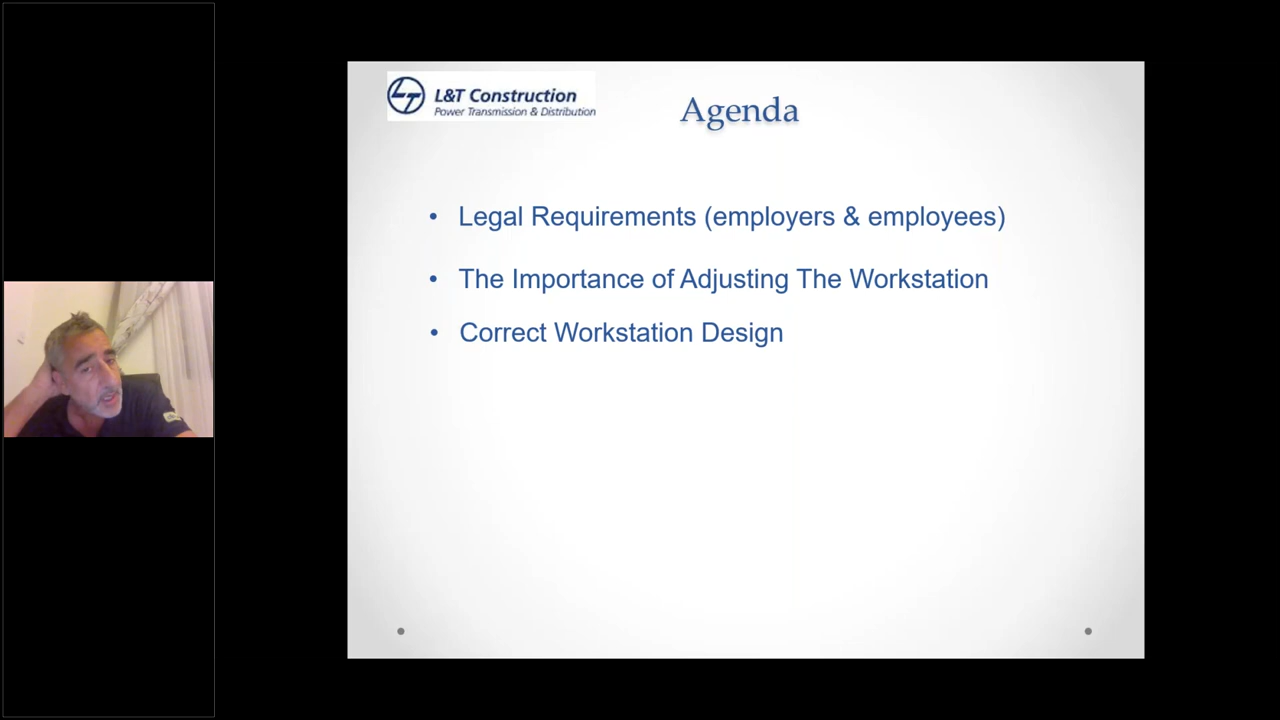 L&T Construction
Power Transmission & Distribution
Agenda
• Legal Requirements (employers & employees)
• The Importance of Adjusting The Workstation
• Correct Workstation Design